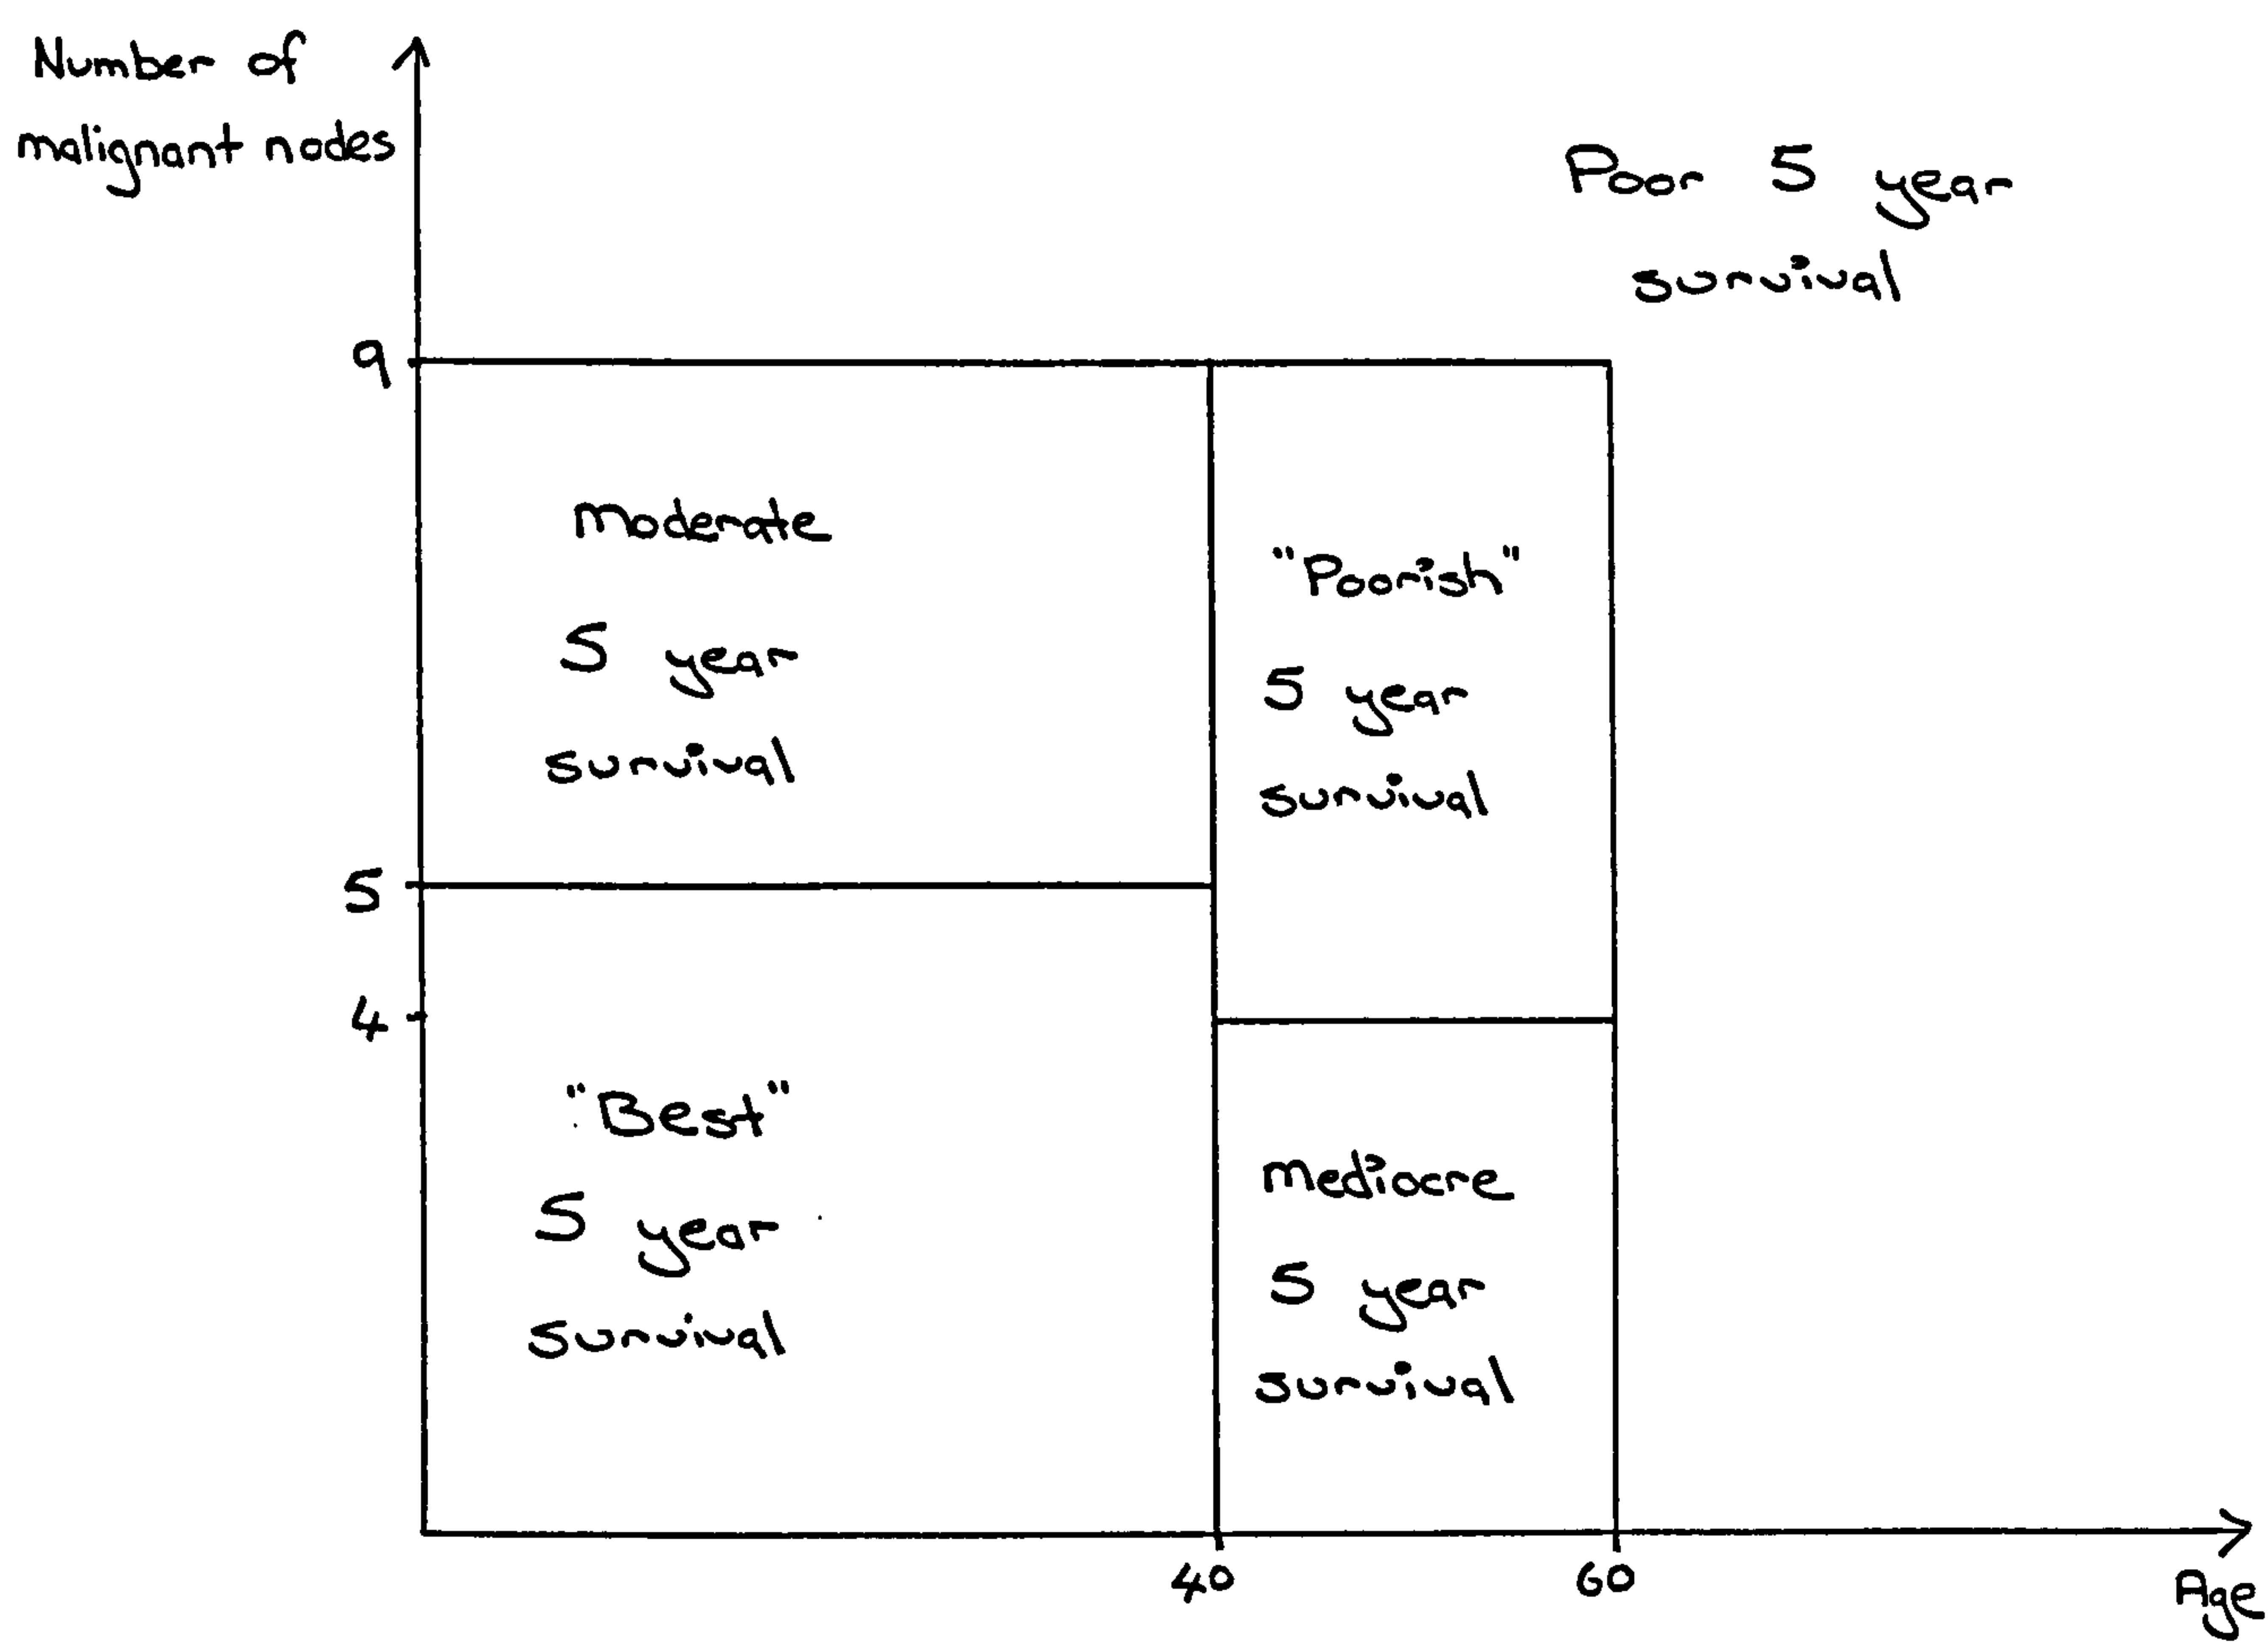 Number of
malignant nodes
Poor 5 year
survival
9
moderate
5 year
survival
"Poorish"
5 year
survival
5
4
"Best"
5 year
survival
mediocre
5 year
survival
40
60
Age